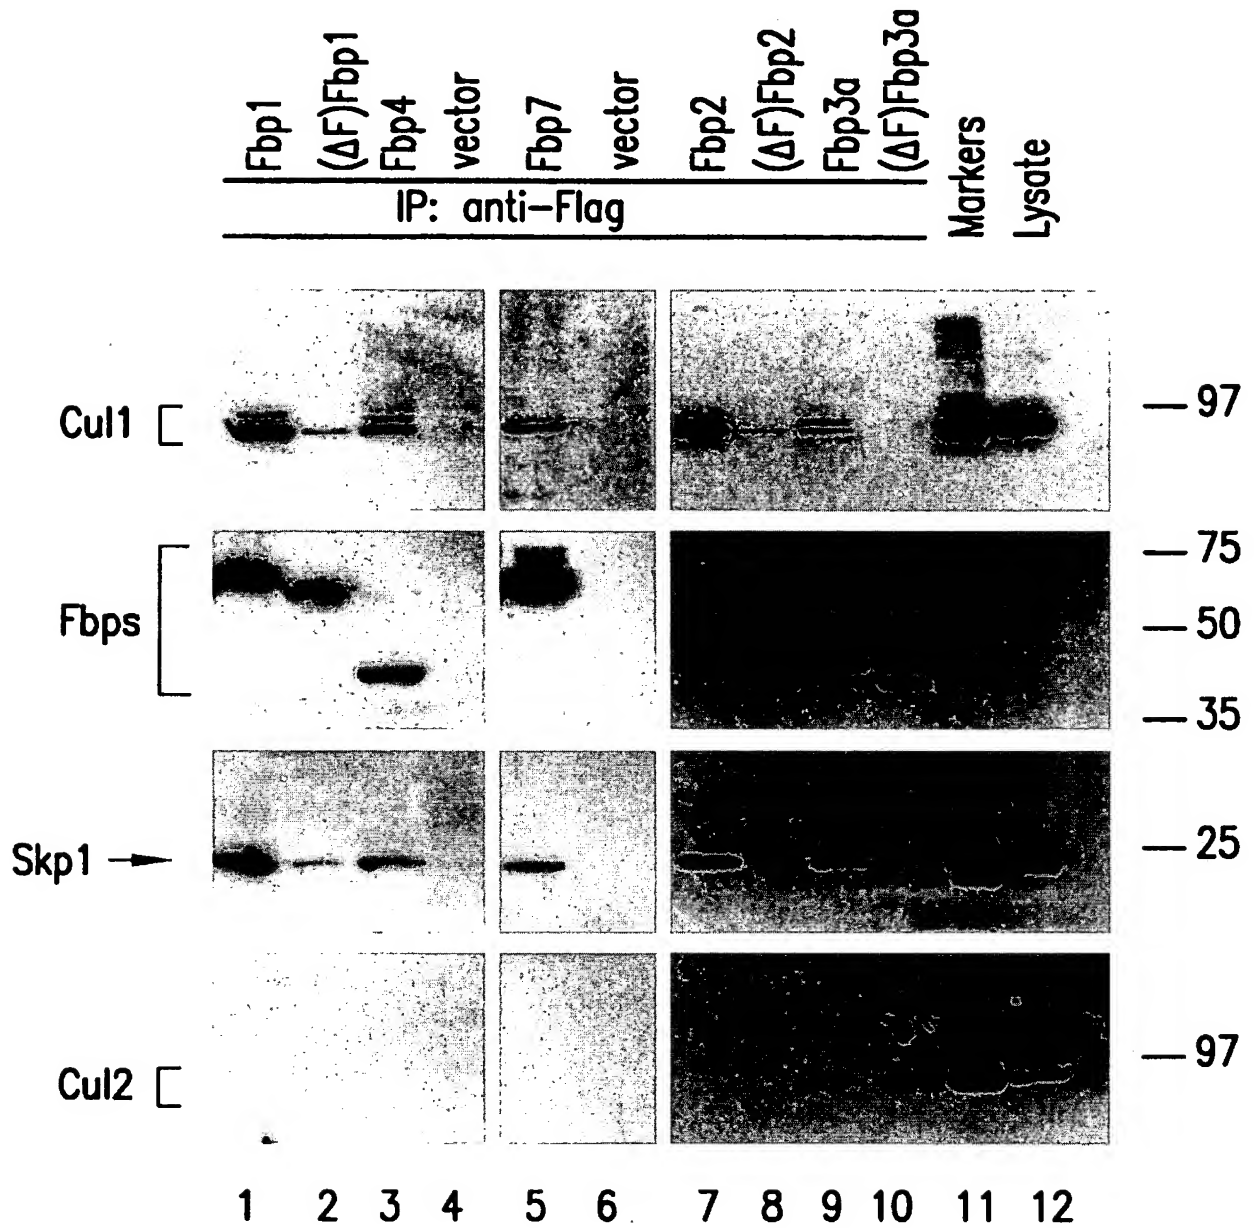 Fbp1
(ΔF)Fbp1
Fbp4
vector
Fbp7
vector
Fbp2
(ΔF)Fbp2
Fbp3a
(ΔF)Fbp3a
Markers
Lysate
IP: anti-Flag
Cul1
97
Fbps
75
50
35
Skp1
25
Cul2
97
1 2 3 4 5 6 7 8 9 10 11 12